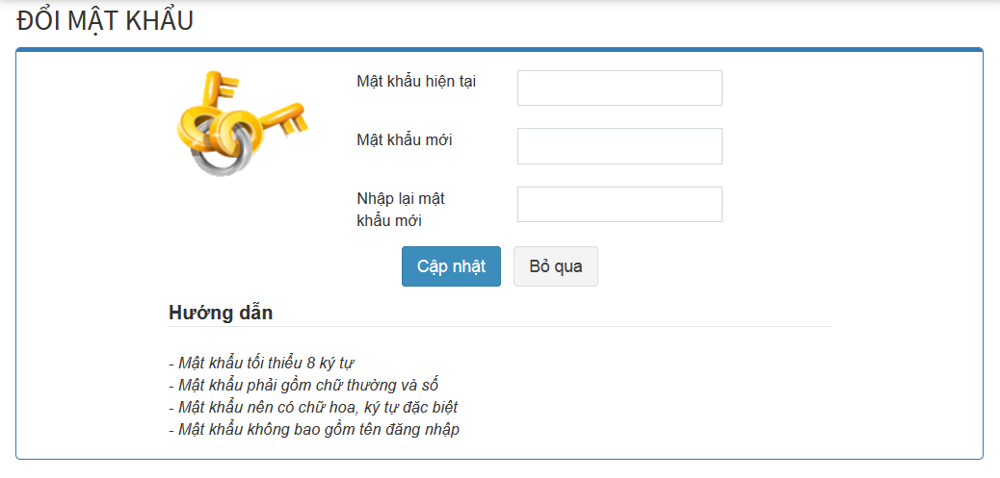 ĐỔI MẬT KHẨU
Mật khẩu hiện tại
Mật khẩu mới
Nhập lại mật
khẩu mới
Cập nhật Bỏ qua
Hướng dẫn
- Mật khẩu tối thiểu 8 ký tự
- Mật khẩu phải gồm chữ thường và số
- Mật khẩu nên có chữ hoa, ký tự đặc biệt
- Mật khẩu không bao gồm tên đăng nhập